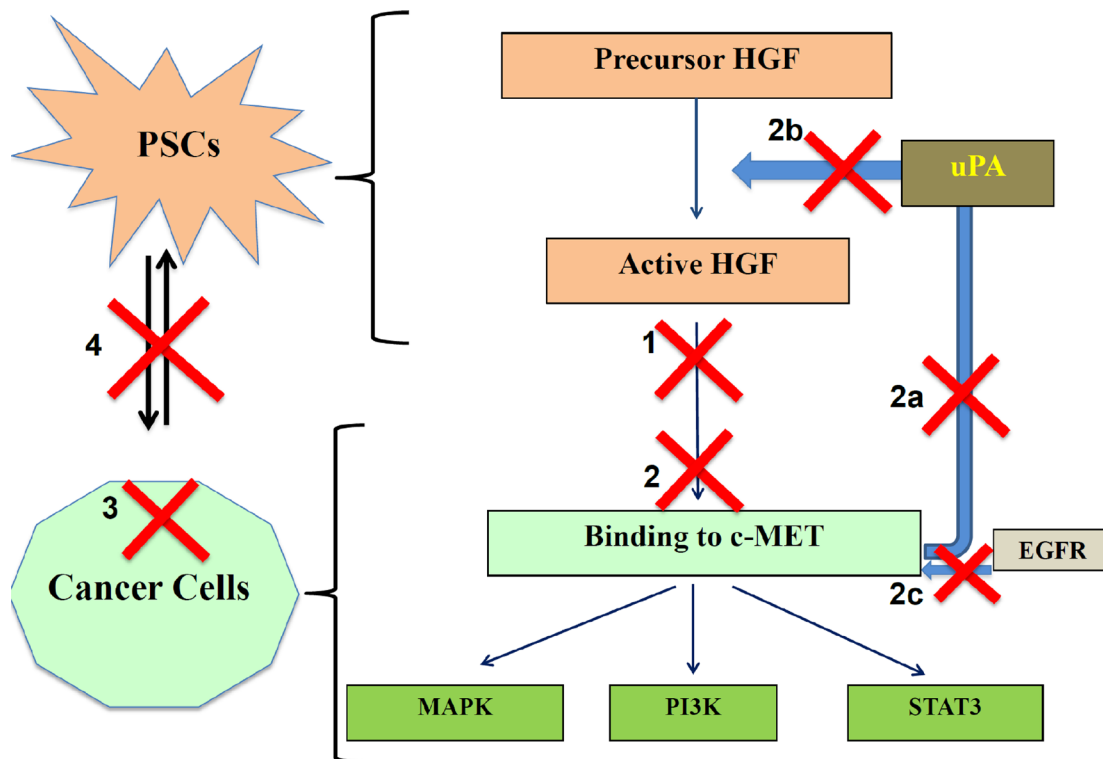 Precursor HGF
2b
PSCs
uPA
Active HGF
1
4
2a
2
3
Binding to c-MET
EGFR
Cancer Cells
2c
MAPK
PI3K
STAT3